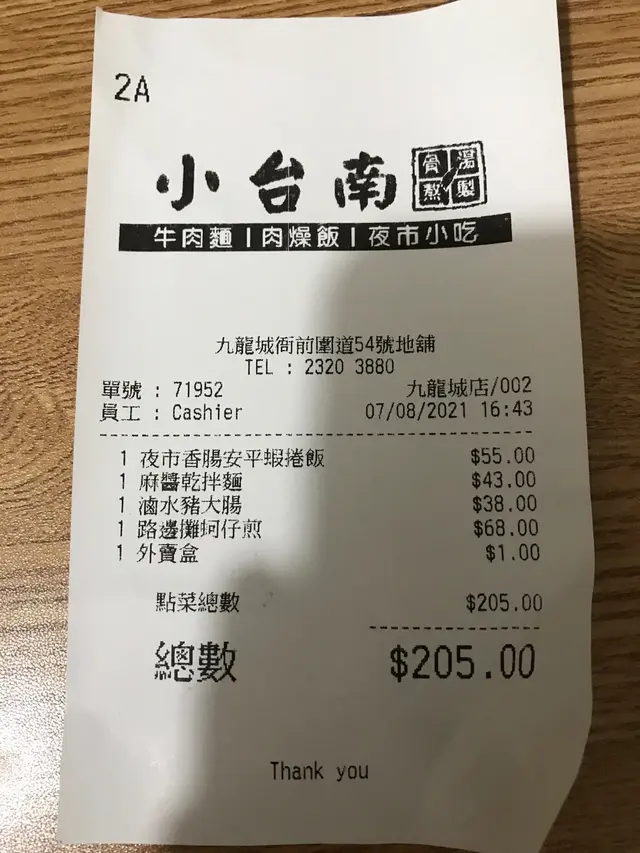 2A
小台南 骨湯熬製
牛肉麵 | 肉燥飯 | 夜市小吃
九龍城衙前圍道54號地舖
TEL : 2320 3880
單號 : 71952 九龍城店/002
員工 : Cashier 07/08/2021 16:43
1 夜市香腸安平蝦捲飯 $55.00
1 麻醬乾拌麵 $43.00
1 滷水豬大腸 $38.00
1 路邊攤蚵仔煎 $68.00
1 外賣盒 $1.00
點菜總數 $205.00
總數 $205.00
Thank you